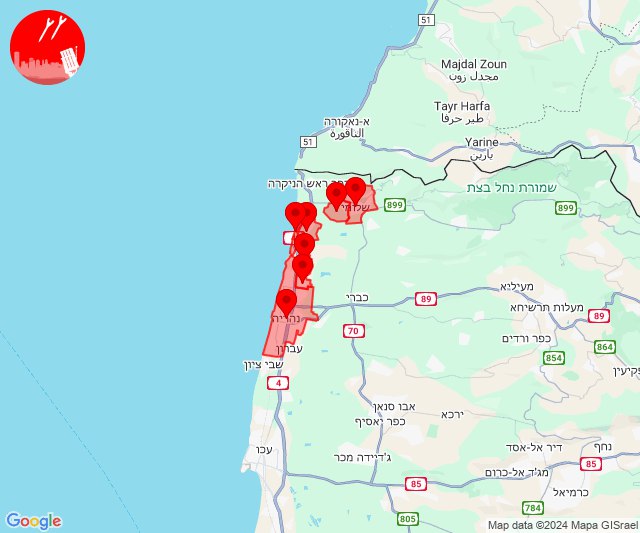 51
Majdal Zoun
محدل زون
Tayr Harfa
طير حرفا
א-נאקורה
الناقورة
51
Yarine
يارين
ראש הניקרה
שמורת נחל בצת
899
899
שלומי
4
מעיליא
כברי
89
מעלות תרשיחא
89
נהריה
70
כפר ורדים
864
עברון
854
שבי ציון
פקיעין
4
אבו סנאן
ירכא
כפר יאסיף
עכו
דיר אל-אסד
נחף
ג'דיידה מכר
85
מג'ד אל-כרום
85
כרמיאל
784
805
Google
Map data ©2024 Mapa GISrael